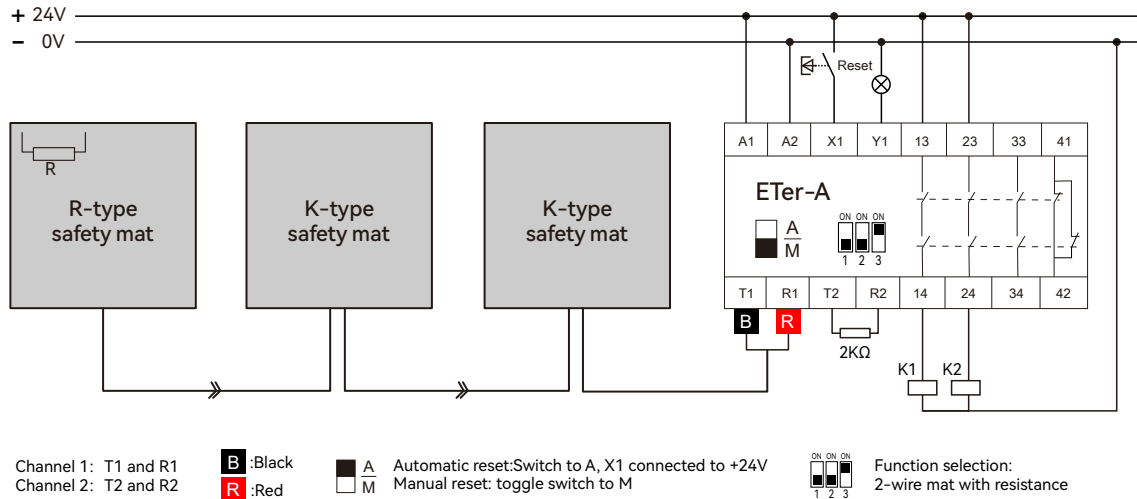 + 24V
- 0V
Reset
R
R-type
safety mat
K-type
safety mat
K-type
safety mat
A1 A2 X1 Y1 13 23 33 41
ETer-A
A
M
ON ON ON
1 2 3
T1 R1 T2 R2 14 24 34 42
B R
2KΩ
K1 K2
Channel 1: T1 and R1
Channel 2: T2 and R2
B :Black
R :Red
A
M
Automatic reset:Switch to A, X1 connected to +24V
Manual reset: toggle switch to M
ON ON ON
1 2 3
Function selection:
2-wire mat with resistance